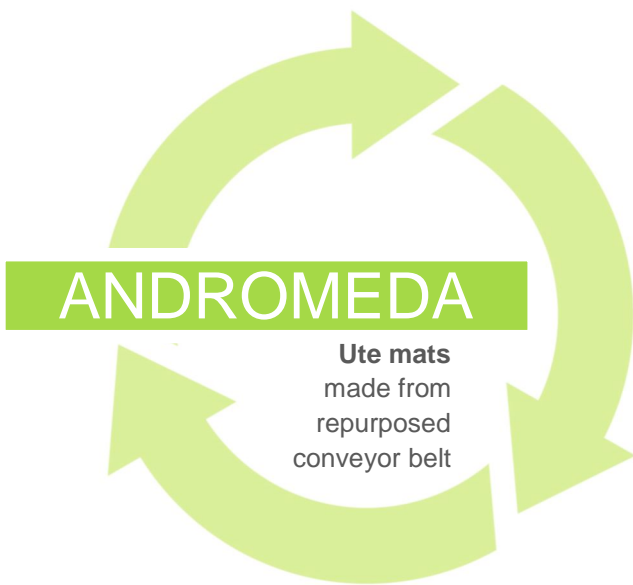 ANDROMEDA
Ute mats
made from
repurposed
conveyor belt